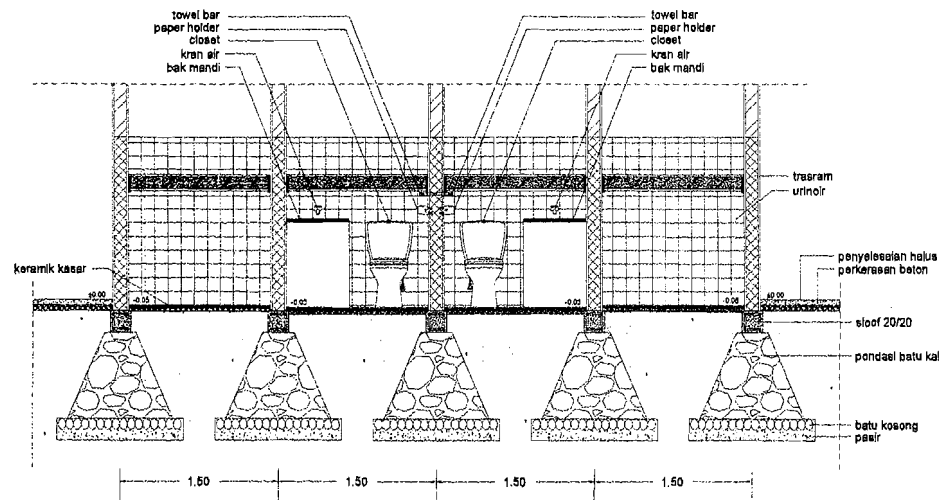 towel bar
paper holder
closet
kran air
bak mandi
towel bar
paper holder
closet
kran air
bak mandi
trasram
urinoir
keramik kasar
penyelesaian halus
perkerasan beton
±0.00
-0.05
-0.05
-0.05
-0.05
±0.00
sloof 20/20
pondasi batu kal
batu kosong
pasir
1.50
1.50
1.50
1.50